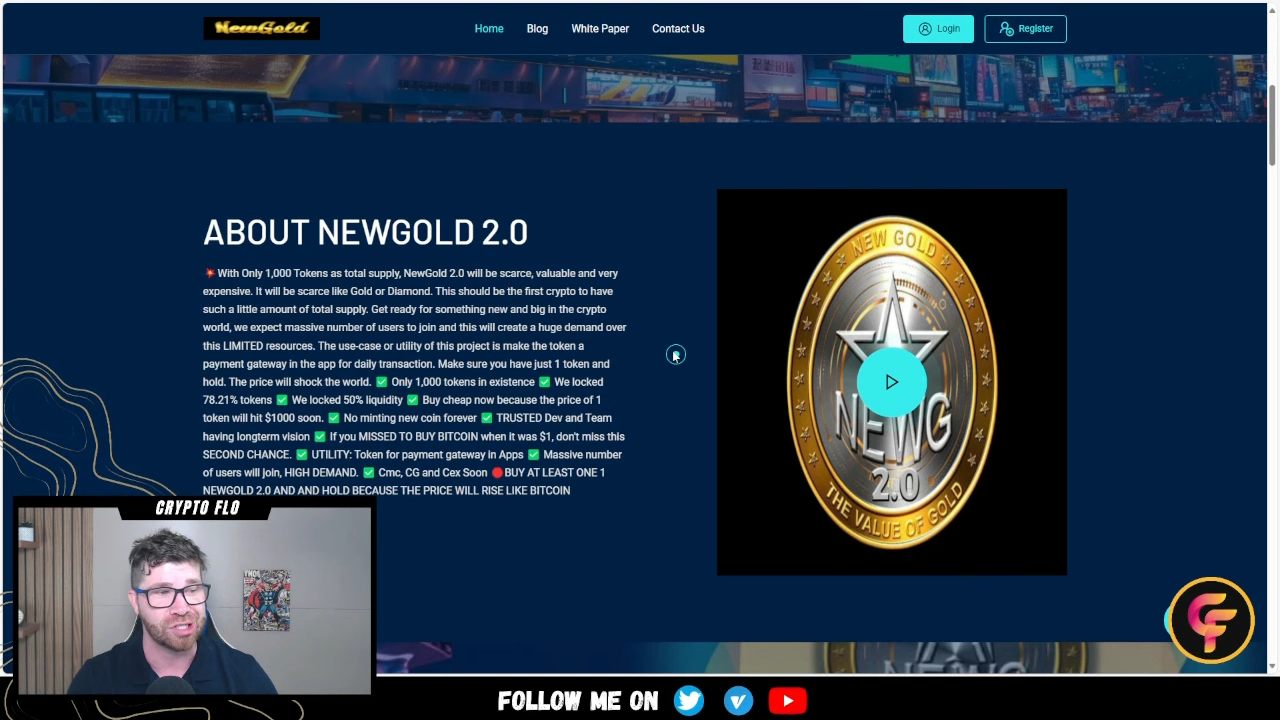 NewGold
Home
Blog
White Paper
Contact Us
Login
Register
ABOUT NEWGOLD 2.0
💥 With Only 1,000 Tokens as total supply, NewGold 2.0 will be scarce, valuable and very
expensive. It will be scarce like Gold or Diamond. This should be the first crypto to have
such a little amount of total supply. Get ready for something new and big in the crypto
world, we expect massive number of users to join and this will create a huge demand over
this LIMITED resources. The use-case or utility of this project is make the token a
payment gateway in the app for daily transaction. Make sure you have just 1 token and
hold. The price will shock the world. ✅ Only 1,000 tokens in existence ✅ We locked
78.21% tokens ✅ We locked 50% liquidity ✅ Buy cheap now because the price of 1
token will hit $1000 soon. ✅ No minting new coin forever ✅ TRUSTED Dev and Team
having longterm vision ✅ If you MISSED TO BUY BITCOIN when it was $1, don't miss this
SECOND CHANCE. ✅ UTILITY: Token for payment gateway in Apps ✅ Massive number
of users will join, HIGH DEMAND. ✅ Cmc, CG and Cex Soon 🔴BUY AT LEAST ONE 1
NEWGOLD 2.0 AND AND HOLD BECAUSE THE PRICE WILL RISE LIKE BITCOIN
NEW GOLD
NEWG
2.0
THE VALUE OF GOLD
CRYPTO FLO
NEWG
FOLLOW ME ON